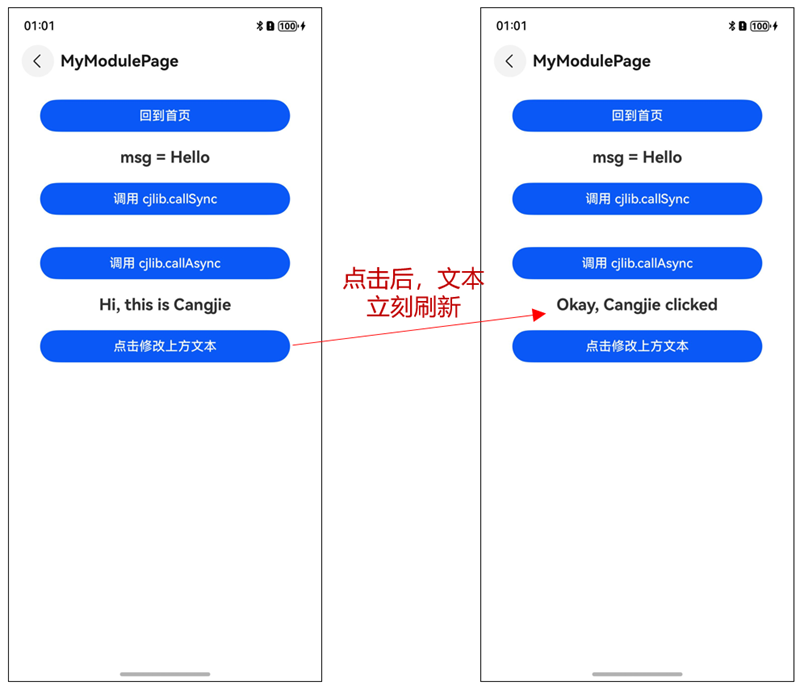 01:01
100
MyModulePage
回到首页
msg = Hello
调用 cjlib.callSync
调用 cjlib.callAsync
Hi, this is Cangjie
点击修改上方文本
点击后，文本
立刻刷新
01:01
100
MyModulePage
回到首页
msg = Hello
调用 cjlib.callSync
调用 cjlib.callAsync
Okay, Cangjie clicked
点击修改上方文本